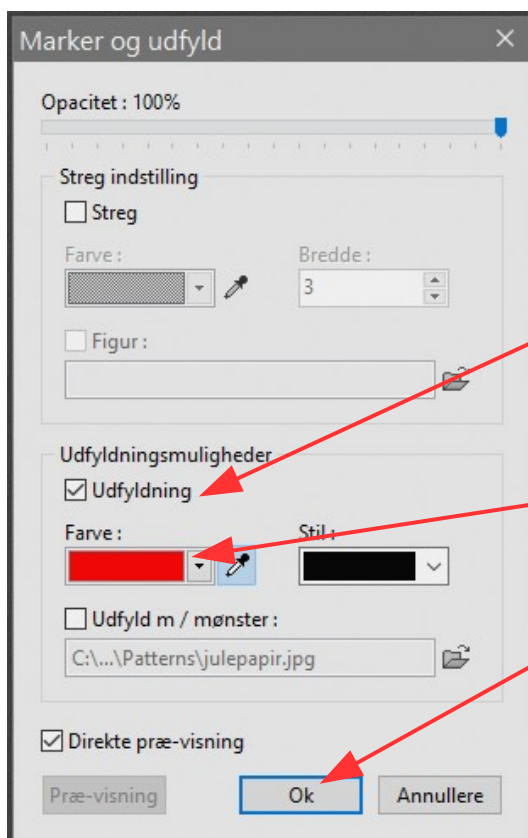 Marker og udfyld
Opacitet : 100%
Streg indstilling
Streg
Farve :
Bredde :
3
Figur :
Udfyldningsmuligheder
Udfyldning
Farve :
Stil :
Udfyld m / mønster :
C:\...\Patterns\julepapir.jpg
Direkte præ-visning
Præ-visning
Ok
Annullere